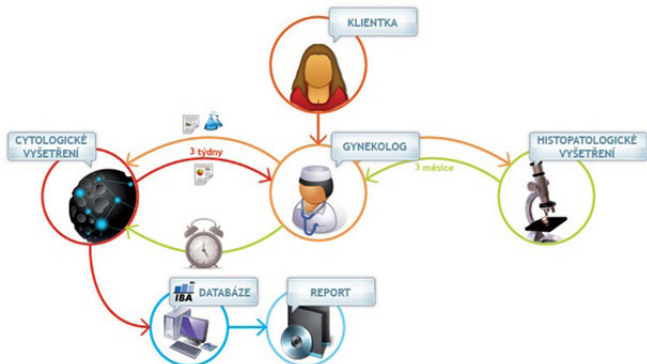 KLIENTKA
CYTOLOGICKÉ
VYŠETŘENÍ
3 týdny
GYNEKOLOG
HISTOPATOLOGICKÉ
VYŠETŘENÍ
3 měsíce
IBA DATABÁZE
REPORT